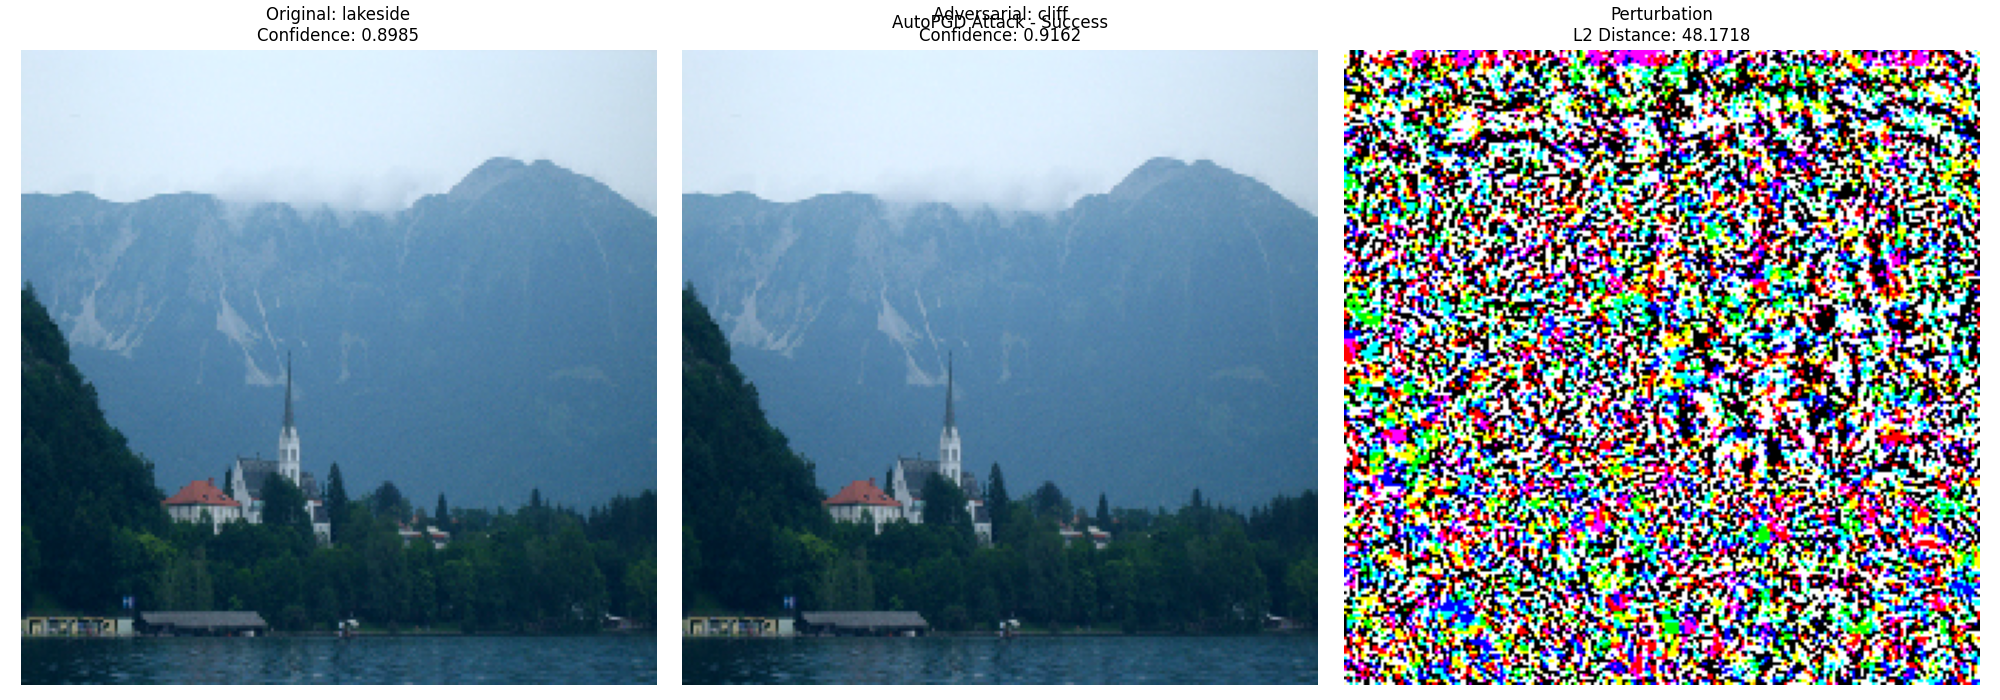 Original: lakeside
Confidence: 0.8985
Adversarial: cliff
AutoPGD Attack - Success
Confidence: 0.9162
Perturbation
L2 Distance: 48.1718